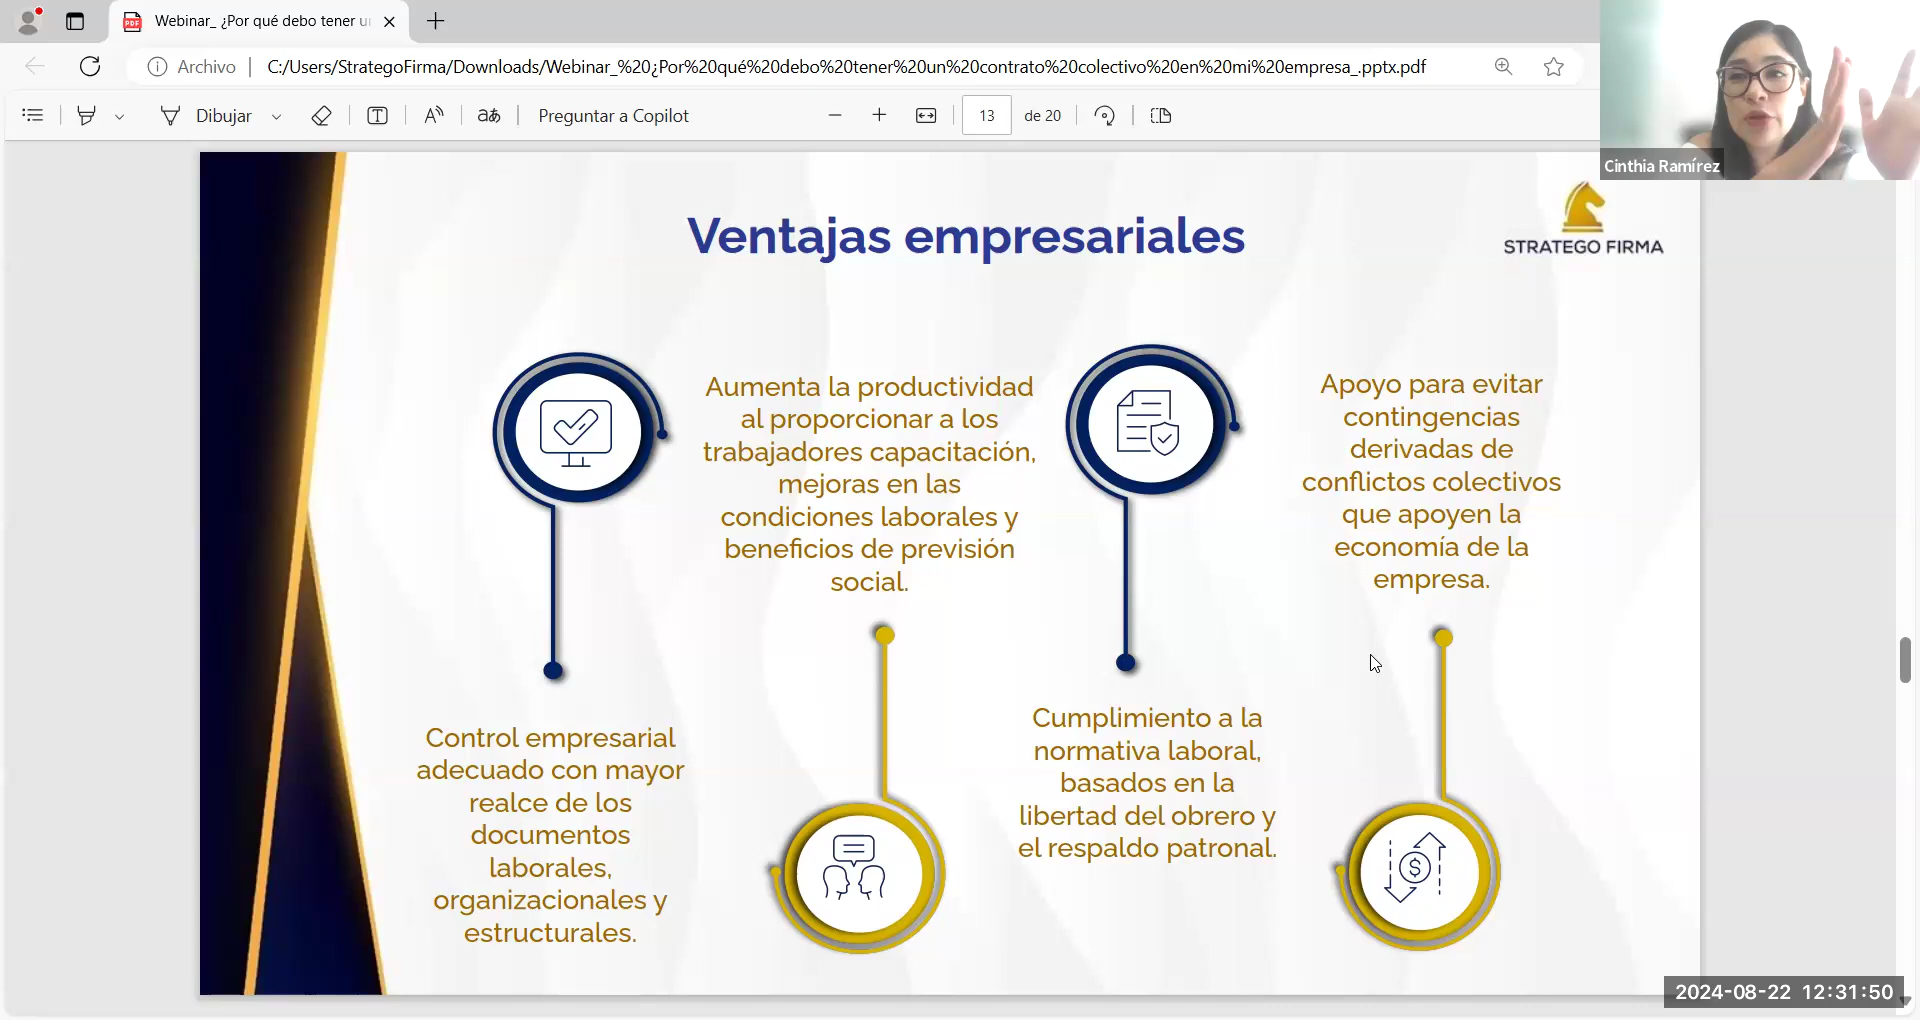 Webinar_ ¿Por qué debo tener u
Archivo
C:/Users/StrategoFirma/Downloads/Webinar_%20¿Por%20qué%20debo%20tener%20un%20contrato%20colectivo%20en%20mi%20empresa_.pptx.pdf
Dibujar
Preguntar a Copilot
13
de 20
Cinthia Ramírez
Ventajas empresariales
STRATEGO FIRMA
Aumenta la productividad
al proporcionar a los
trabajadores capacitación,
mejoras en las
condiciones laborales y
beneficios de previsión
social.
Apoyo para evitar
contingencias
derivadas de
conflictos colectivos
que apoyen la
economía de la
empresa.
Control empresarial
adecuado con mayor
realce de los
documentos
laborales,
organizacionales y
estructurales.
Cumplimiento a la
normativa laboral,
basados en la
libertad del obrero y
el respaldo patronal.
2024-08-22 12:31:50